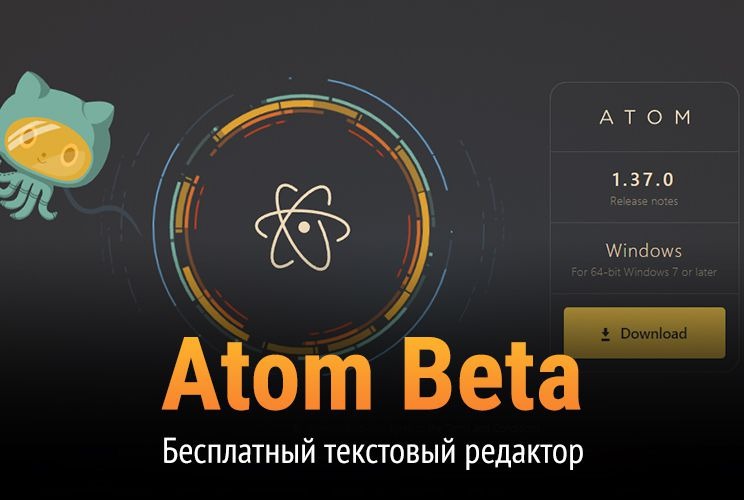 ATOM
1.37.0
Release notes
Windows
For 64-bit Windows 7 or later
Download
Atom Beta
Бесплатный текстовый редактор